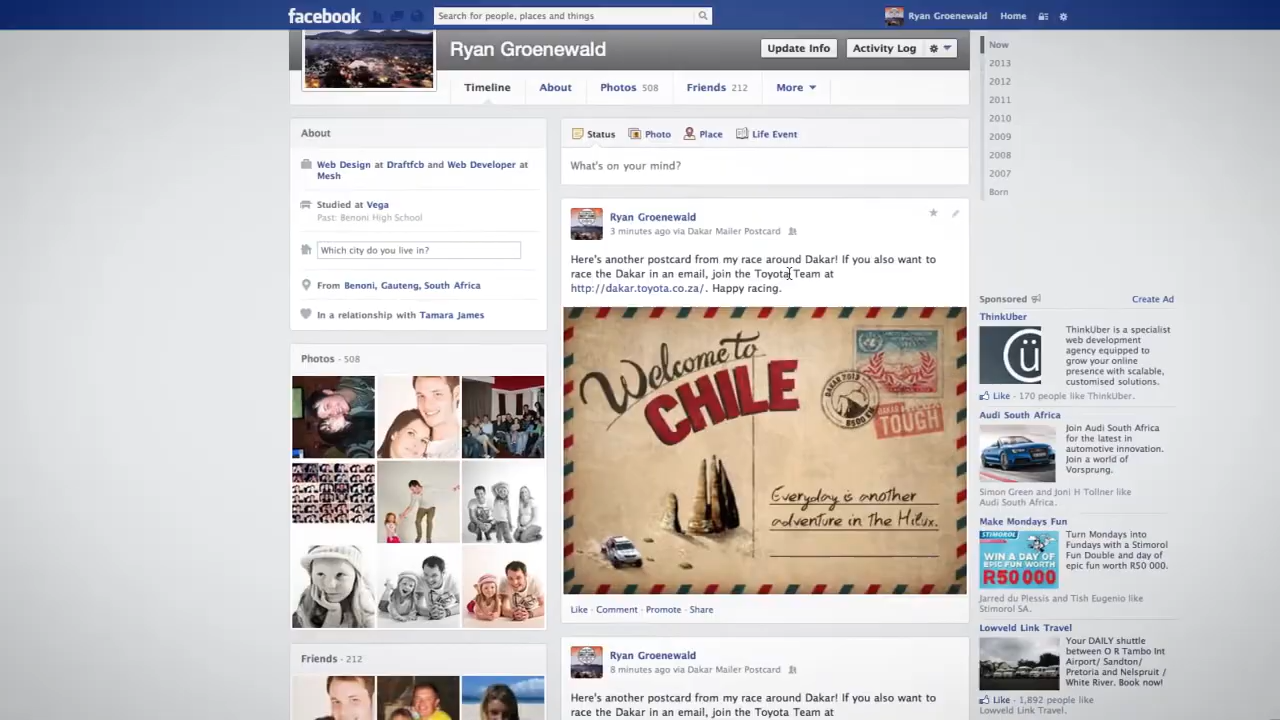 facebook
Search for people, places and things
Ryan Groenewald
Home
Ryan Groenewald
Update Info
Activity Log
Timeline
About
Photos 508
Friends 212
More
Now
2013
2012
2011
2010
2009
2008
2007
Born
About
Web Design at Draftfcb and Web Developer at
Mesh
Studied at Vega
Past: Benoni High School
Which city do you live in?
From Benoni, Gauteng, South Africa
In a relationship with Tamara James
Photos · 508
Friends · 212
Status
Photo
Place
Life Event
What's on your mind?
Ryan Groenewald
3 minutes ago via Dakar Mailer Postcard
Here's another postcard from my race around Dakar! If you also want to
race the Dakar in an email, join the Toyota Team at
http://dakar.toyota.co.za/. Happy racing.
Welcome to
CHILE
DAKAR 2013
DAKAR
TOUGH
Everyday is another
adventure in the Hilux.
Like · Comment · Promote · Share
Ryan Groenewald
8 minutes ago via Dakar Mailer Postcard
Here's another postcard from my race around Dakar! If you also want to
race the Dakar in an email, join the Toyota Team at
Sponsored
Create Ad
ThinkUber
ü
ThinkUber is a specialist
web development
agency equipped to
grow your online
presence with scalable,
customised solutions.
Like · 170 people like ThinkUber.
Audi South Africa
Join Audi South Africa
for the latest in
automotive innovation.
Join a world of
Vorsprung.
Simon Green and Joni H Tollner like
Audi South Africa.
Make Mondays Fun
STIMOROL
WIN A DAY OF
EPIC FUN WORTH
R50 000
Turn Mondays into
Fundays with a Stimorol
Fun Double and day of
epic fun worth R50 000.
Jarred du Plessis and Tish Eugenio like
Stimorol SA.
Lowveld Link Travel
Your DAILY shuttle
between O R Tambo Int
Airport/ Sandton/
Pretoria and Nelspruit /
White River. Book now!
Like · 1,892 people like
Lowveld Link Travel.